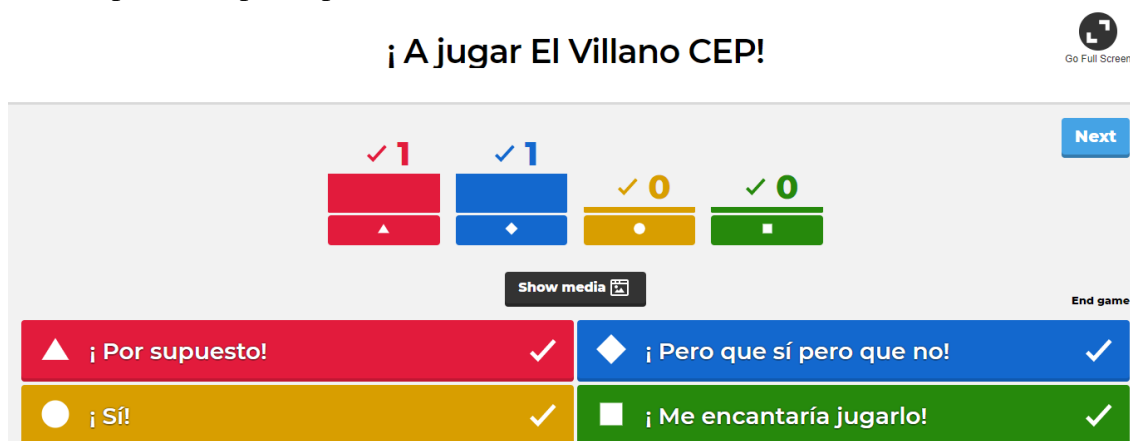 ¡ A jugar El Villano CEP!
Go Full Screen
Next
1
1
0
0
Show media
End game
¡ Por supuesto!
¡ Pero que sí pero que no!
¡ Sí!
¡ Me encantaría jugarlo!